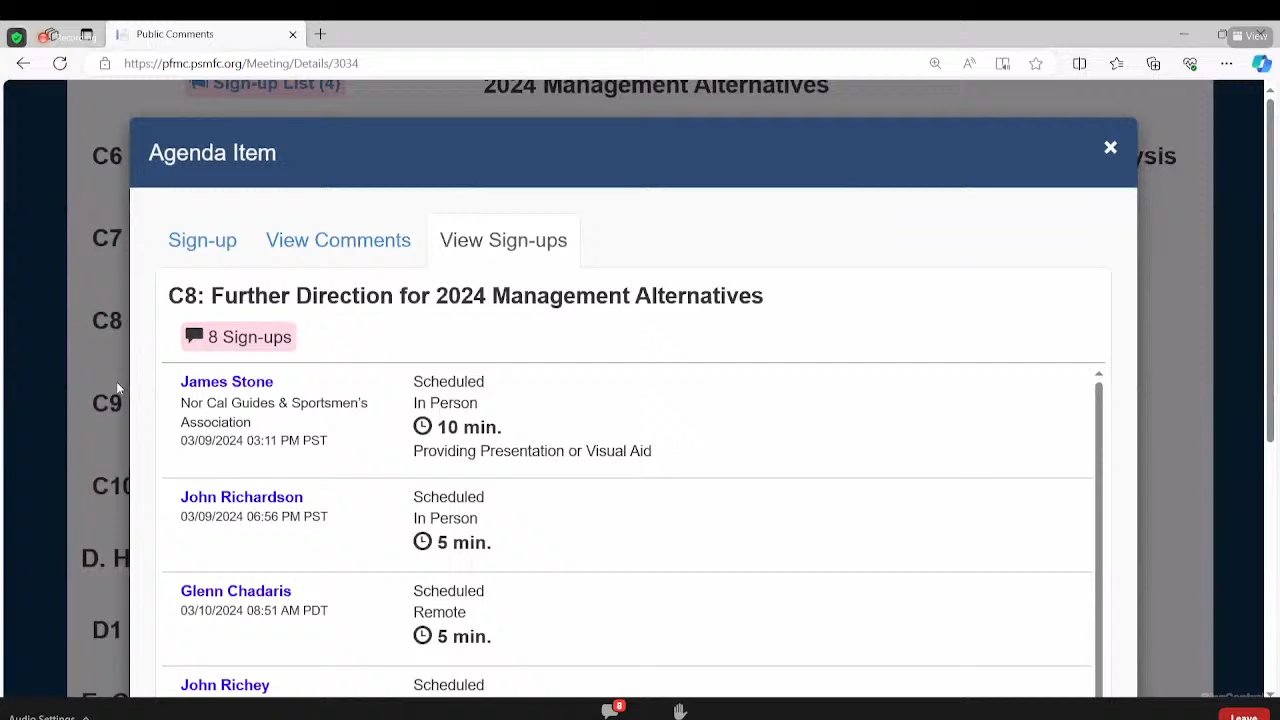 Public Comments
View
https://pfmc.psmfc.org/Meeting/Details/3034
Sign-up List (4)
2024 Management Alternatives
C6
ysis
Agenda Item
×
C7
Sign-up
View Comments
View Sign-ups
C8: Further Direction for 2024 Management Alternatives
C8
8 Sign-ups
James Stone
Scheduled
Nor Cal Guides & Sportsmen's
In Person
Association
10 min.
03/09/2024 03:11 PM PST
Providing Presentation or Visual Aid
C9
C10
John Richardson
Scheduled
03/09/2024 06:56 PM PST
In Person
5 min.
D. H
Glenn Chadaris
Scheduled
03/10/2024 08:51 AM PDT
Remote
5 min.
D1
John Richey
Scheduled
8
Audio Settings
Leave